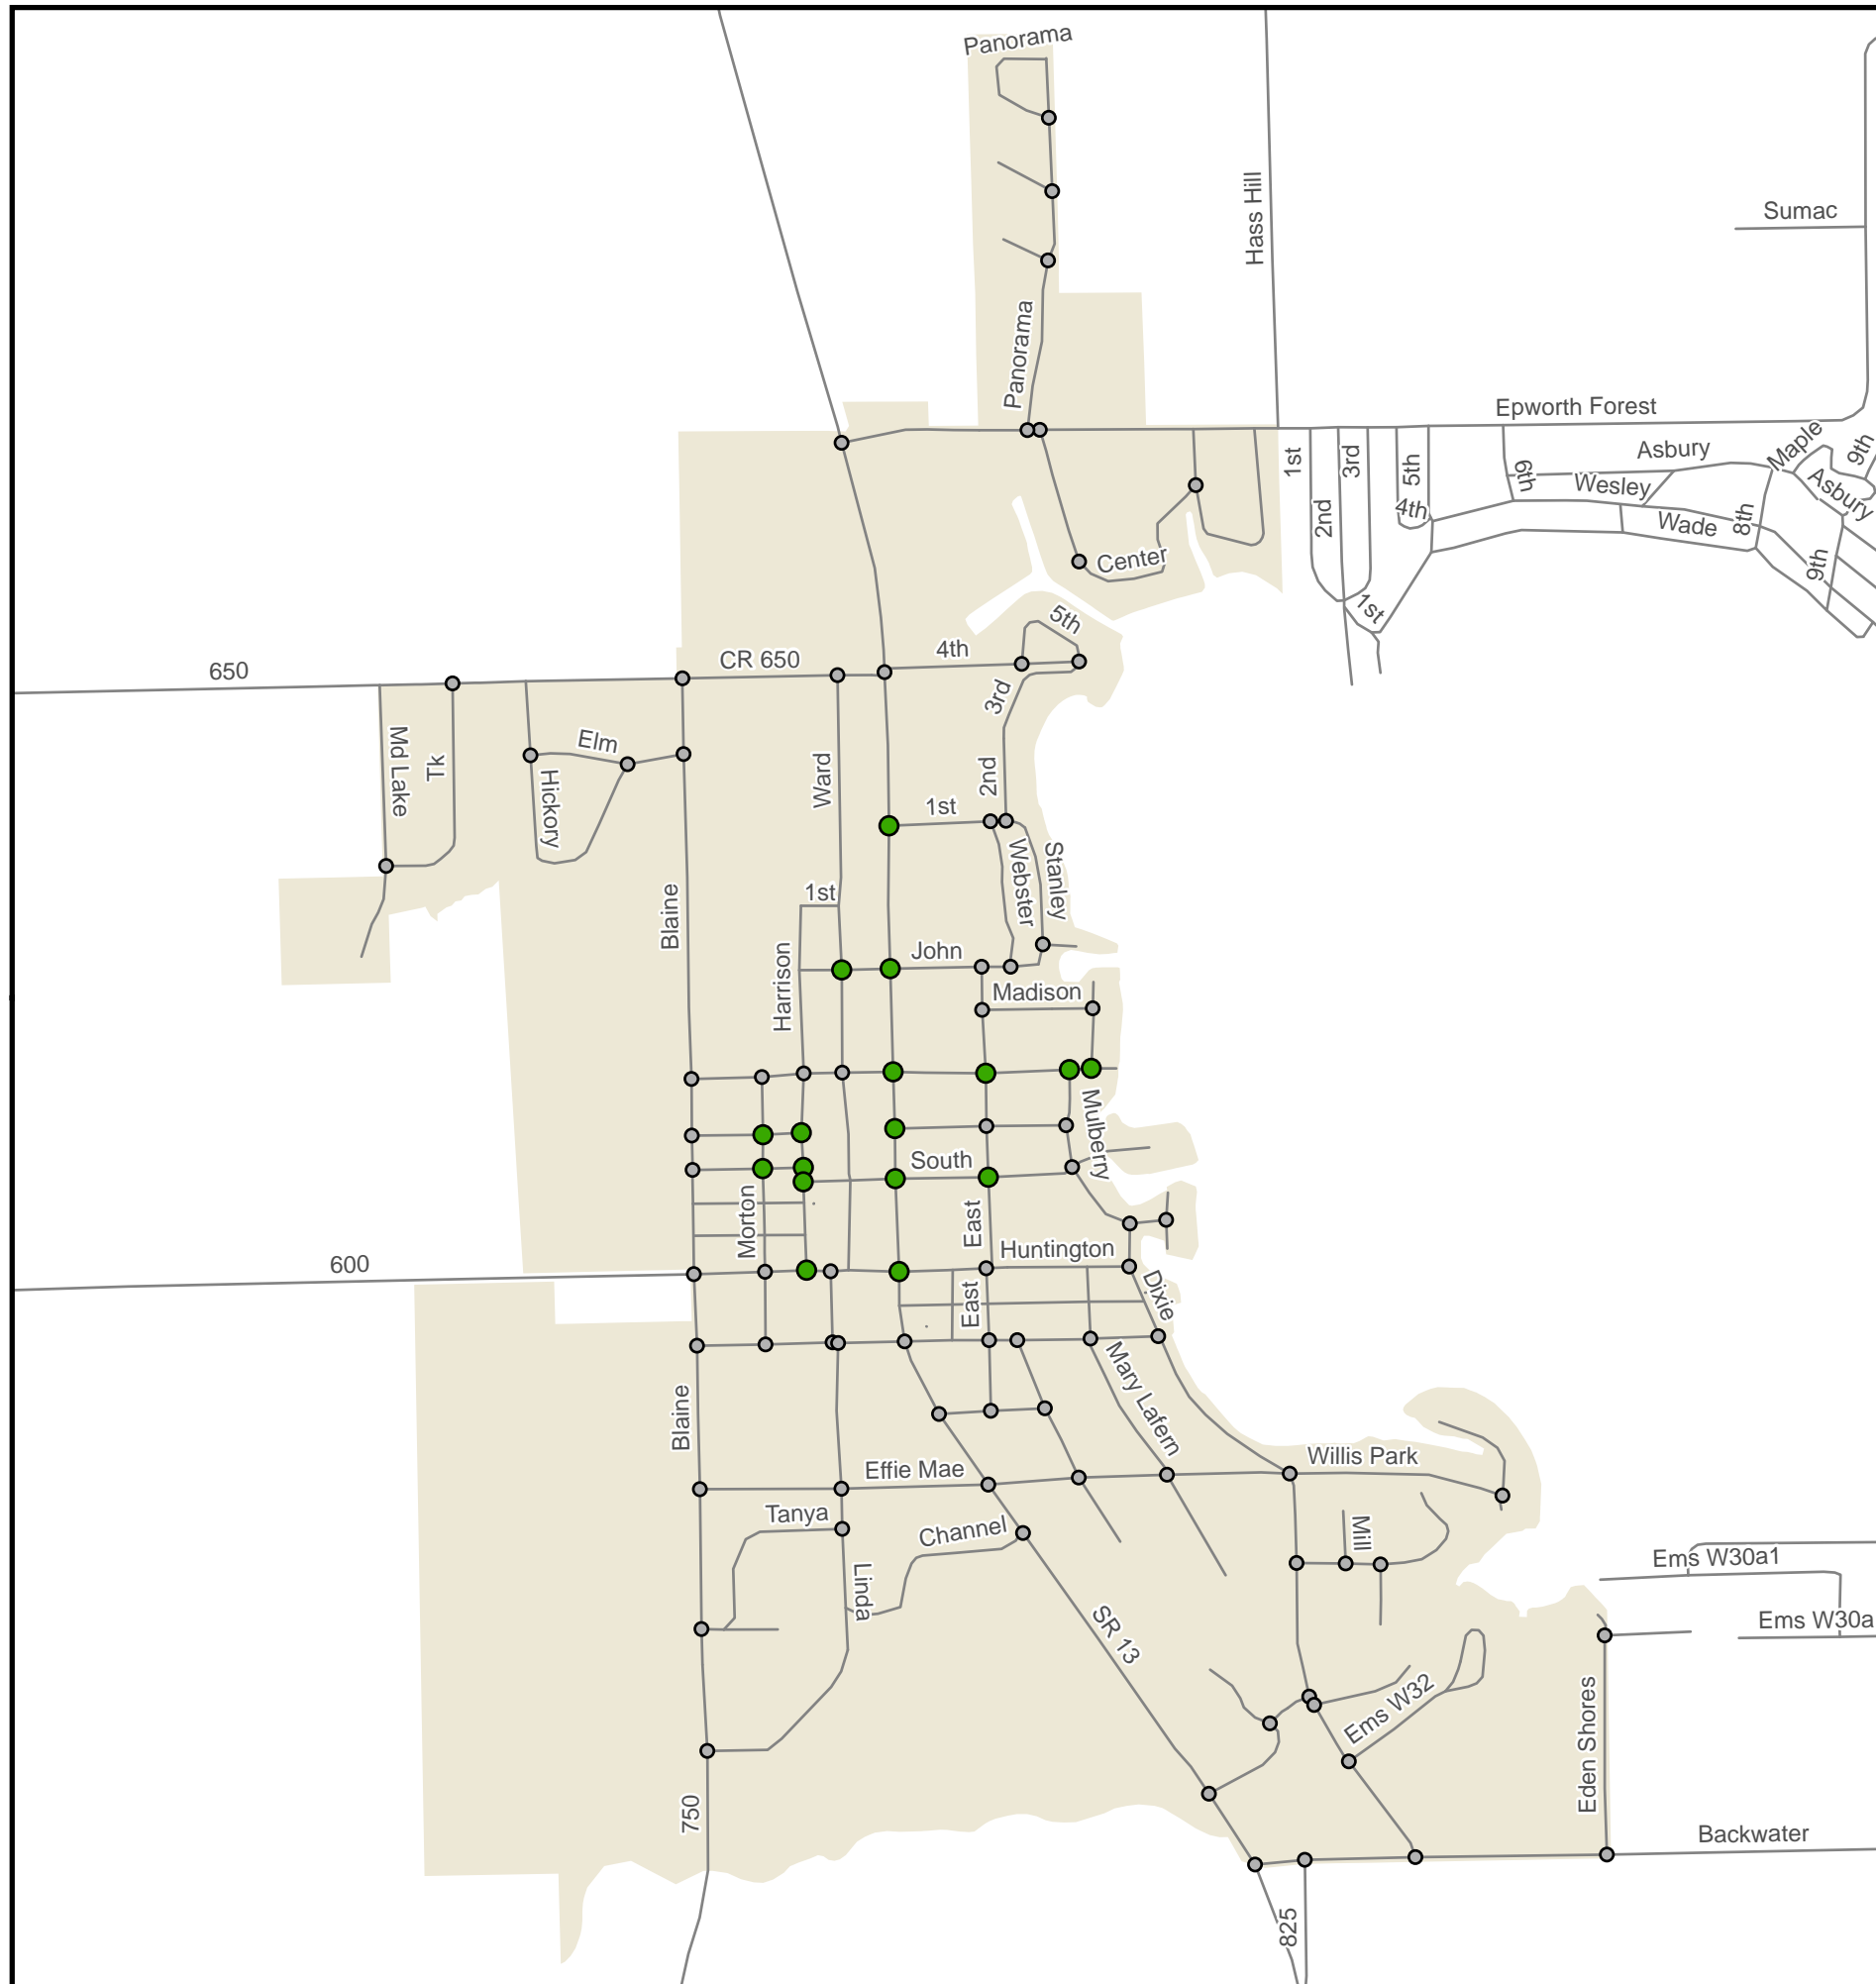 Panorama
Hass Hill
Sumac
Panorama
Epworth Forest
Maple
9th
Asbury
1st
3rd
5th
6th
Wesley
Asbury
2nd
4th
Wade
8th
Center
9th
1st
5th
4th
CR 650
650
3rd
Md Lake
Tk
Elm
Hickory
Ward
2nd
1st
Webster
Stanley
Blaine
1st
Harrison
John
Madison
Mulberry
South
Morton
East
Huntington
600
East
Dixie
Mary Lafern
Blaine
Effie Mae
Willis Park
Tanya
Channel
Mill
Linda
Ems W30a1
Ems W30a
SR 13
Ems W32
Eden Shores
750
Backwater
825